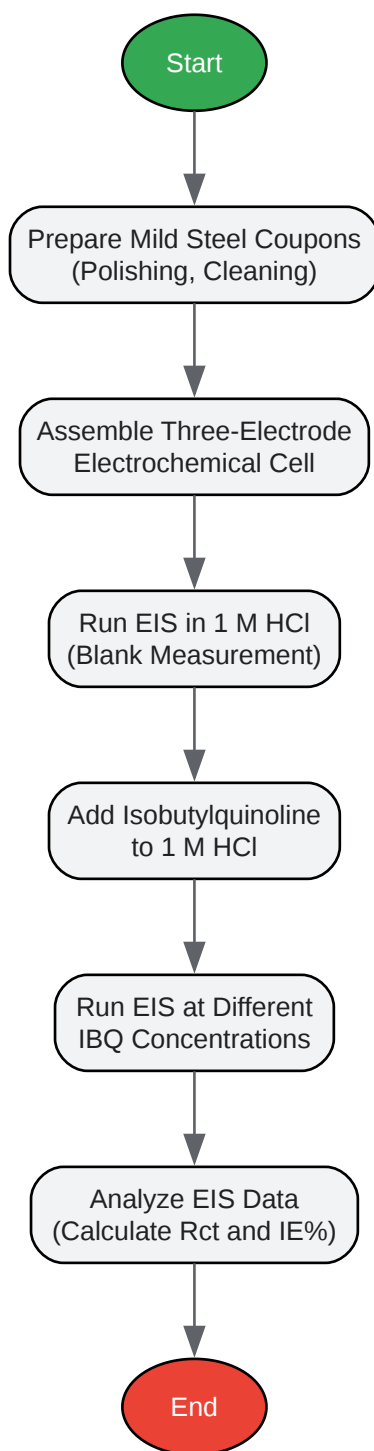 Start
Prepare Mild Steel Coupons
(Polishing, Cleaning)
Assemble Three-Electrode
Electrochemical Cell
Run EIS in 1 M HCl
(Blank Measurement)
Add Isobutylquinoline
to 1 M HCl
Run EIS at Different
IBQ Concentrations
Analyze EIS Data
(Calculate Rct and IE%)
End